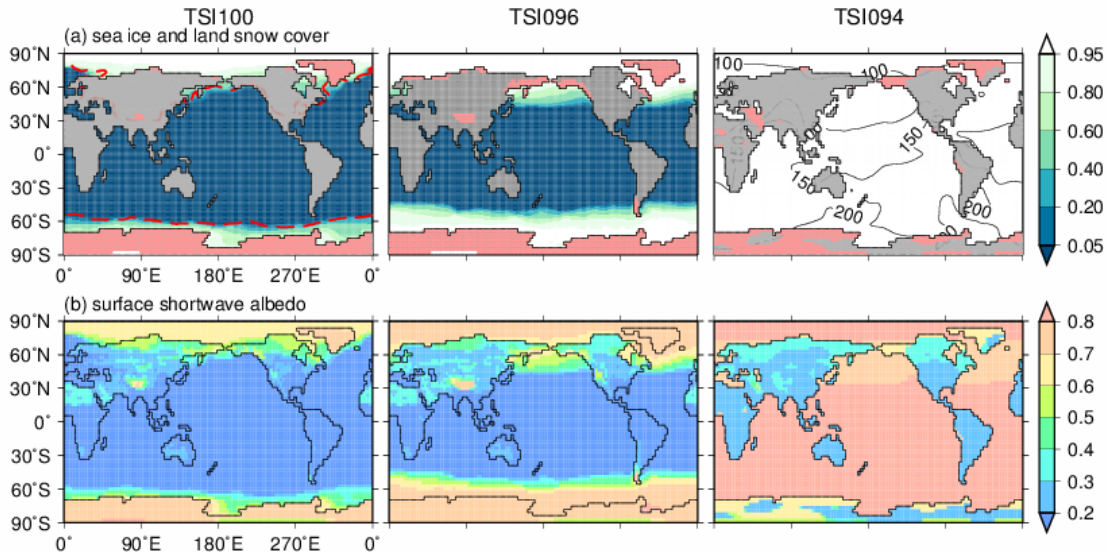 TSI100 TSI096 TSI094
(a) sea ice and land snow cover
90˚N
60˚N
30˚N
0˚
30˚S
60˚S
90˚S
0˚ 90˚E 180˚E 270˚E 0˚
100 100
150 150
150
200 200
0.95
0.80
0.60
0.40
0.20
0.05
(b) surface shortwave albedo
90˚N
60˚N
30˚N
0˚
30˚S
60˚S
90˚S
0˚ 90˚E 180˚E 270˚E 0˚
0.8
0.7
0.6
0.5
0.4
0.3
0.2